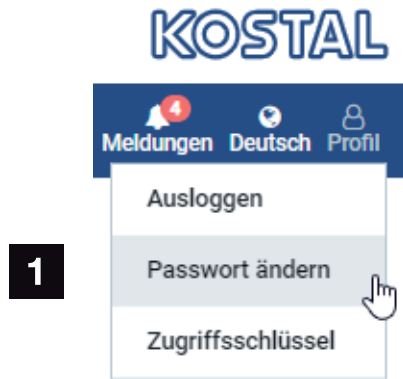 KOSTAL
4
Meldungen Deutsch Profil
Ausloggen
1 Passwort ändern
Zugriffsschlüssel